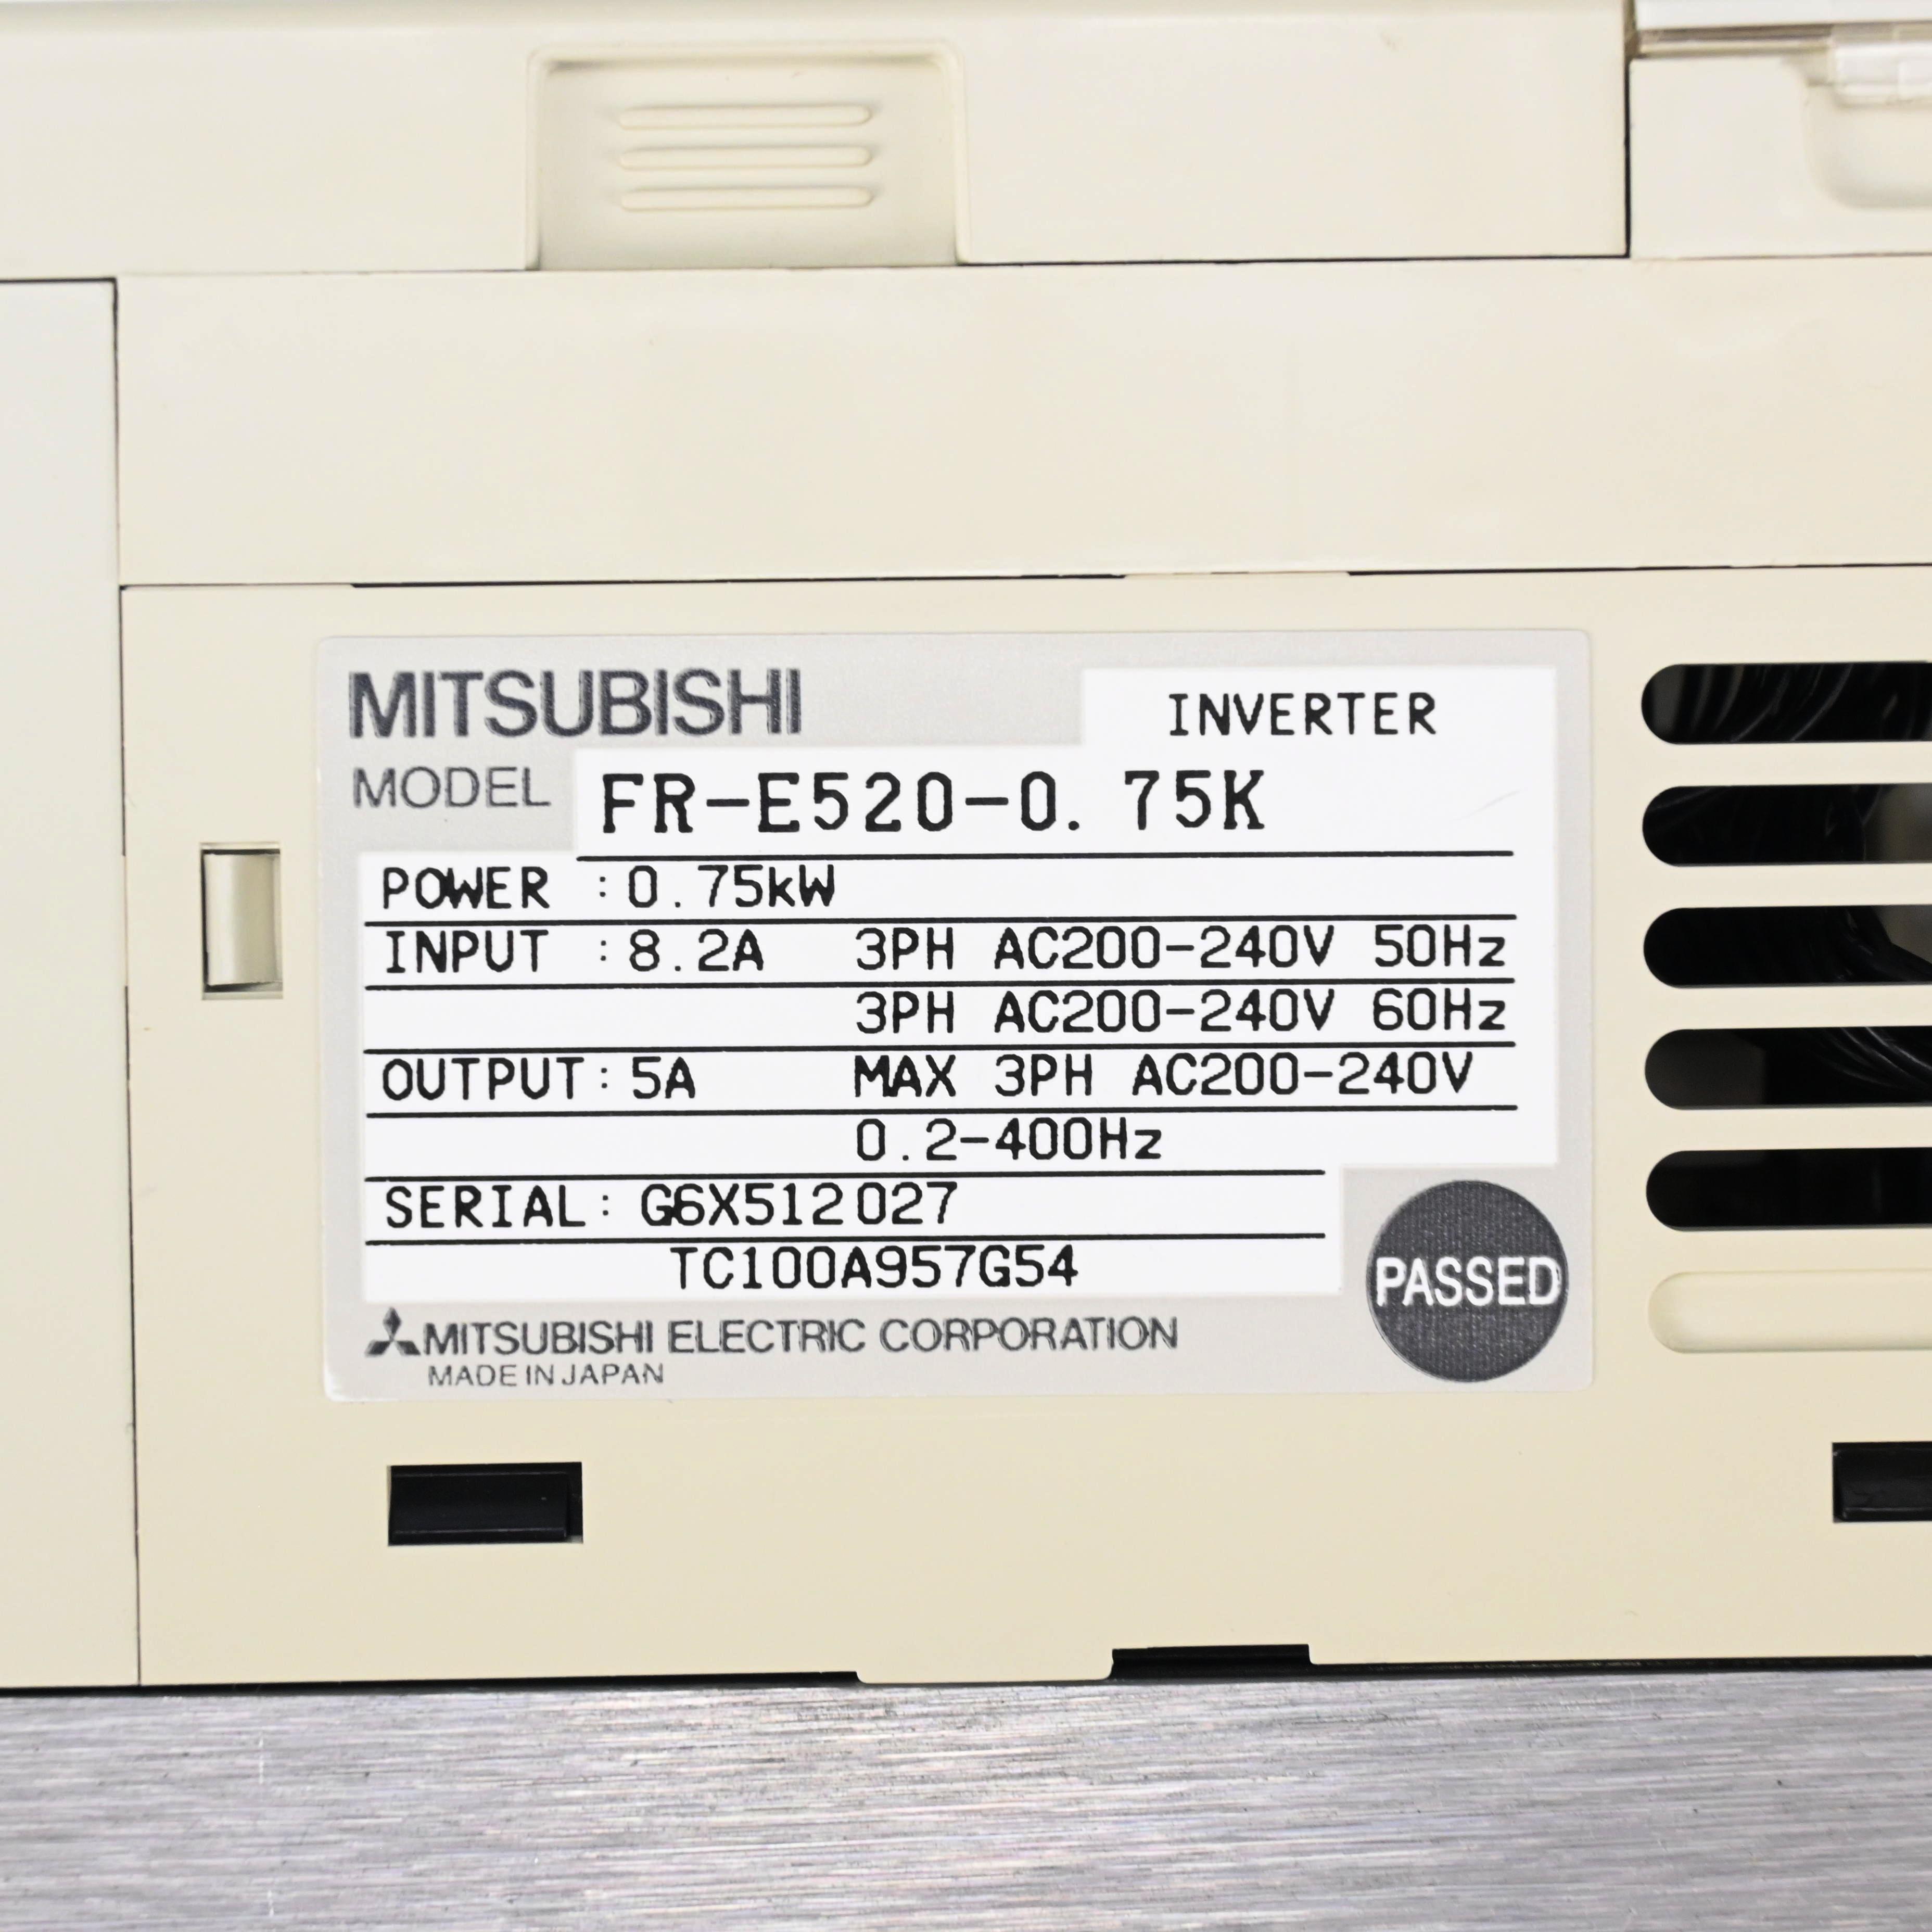 MITSUBISHI INVERTER
MODEL FR-E520-0.75K
POWER :0.75kW
INPUT :8.2A 3PH AC200-240V 50Hz
3PH AC200-240V 60Hz
OUTPUT:5A MAX 3PH AC200-240V
0.2-400Hz
SERIAL: G6X512027
TC100A957G54
PASSED
MITSUBISHI ELECTRIC CORPORATION
MADE IN JAPAN